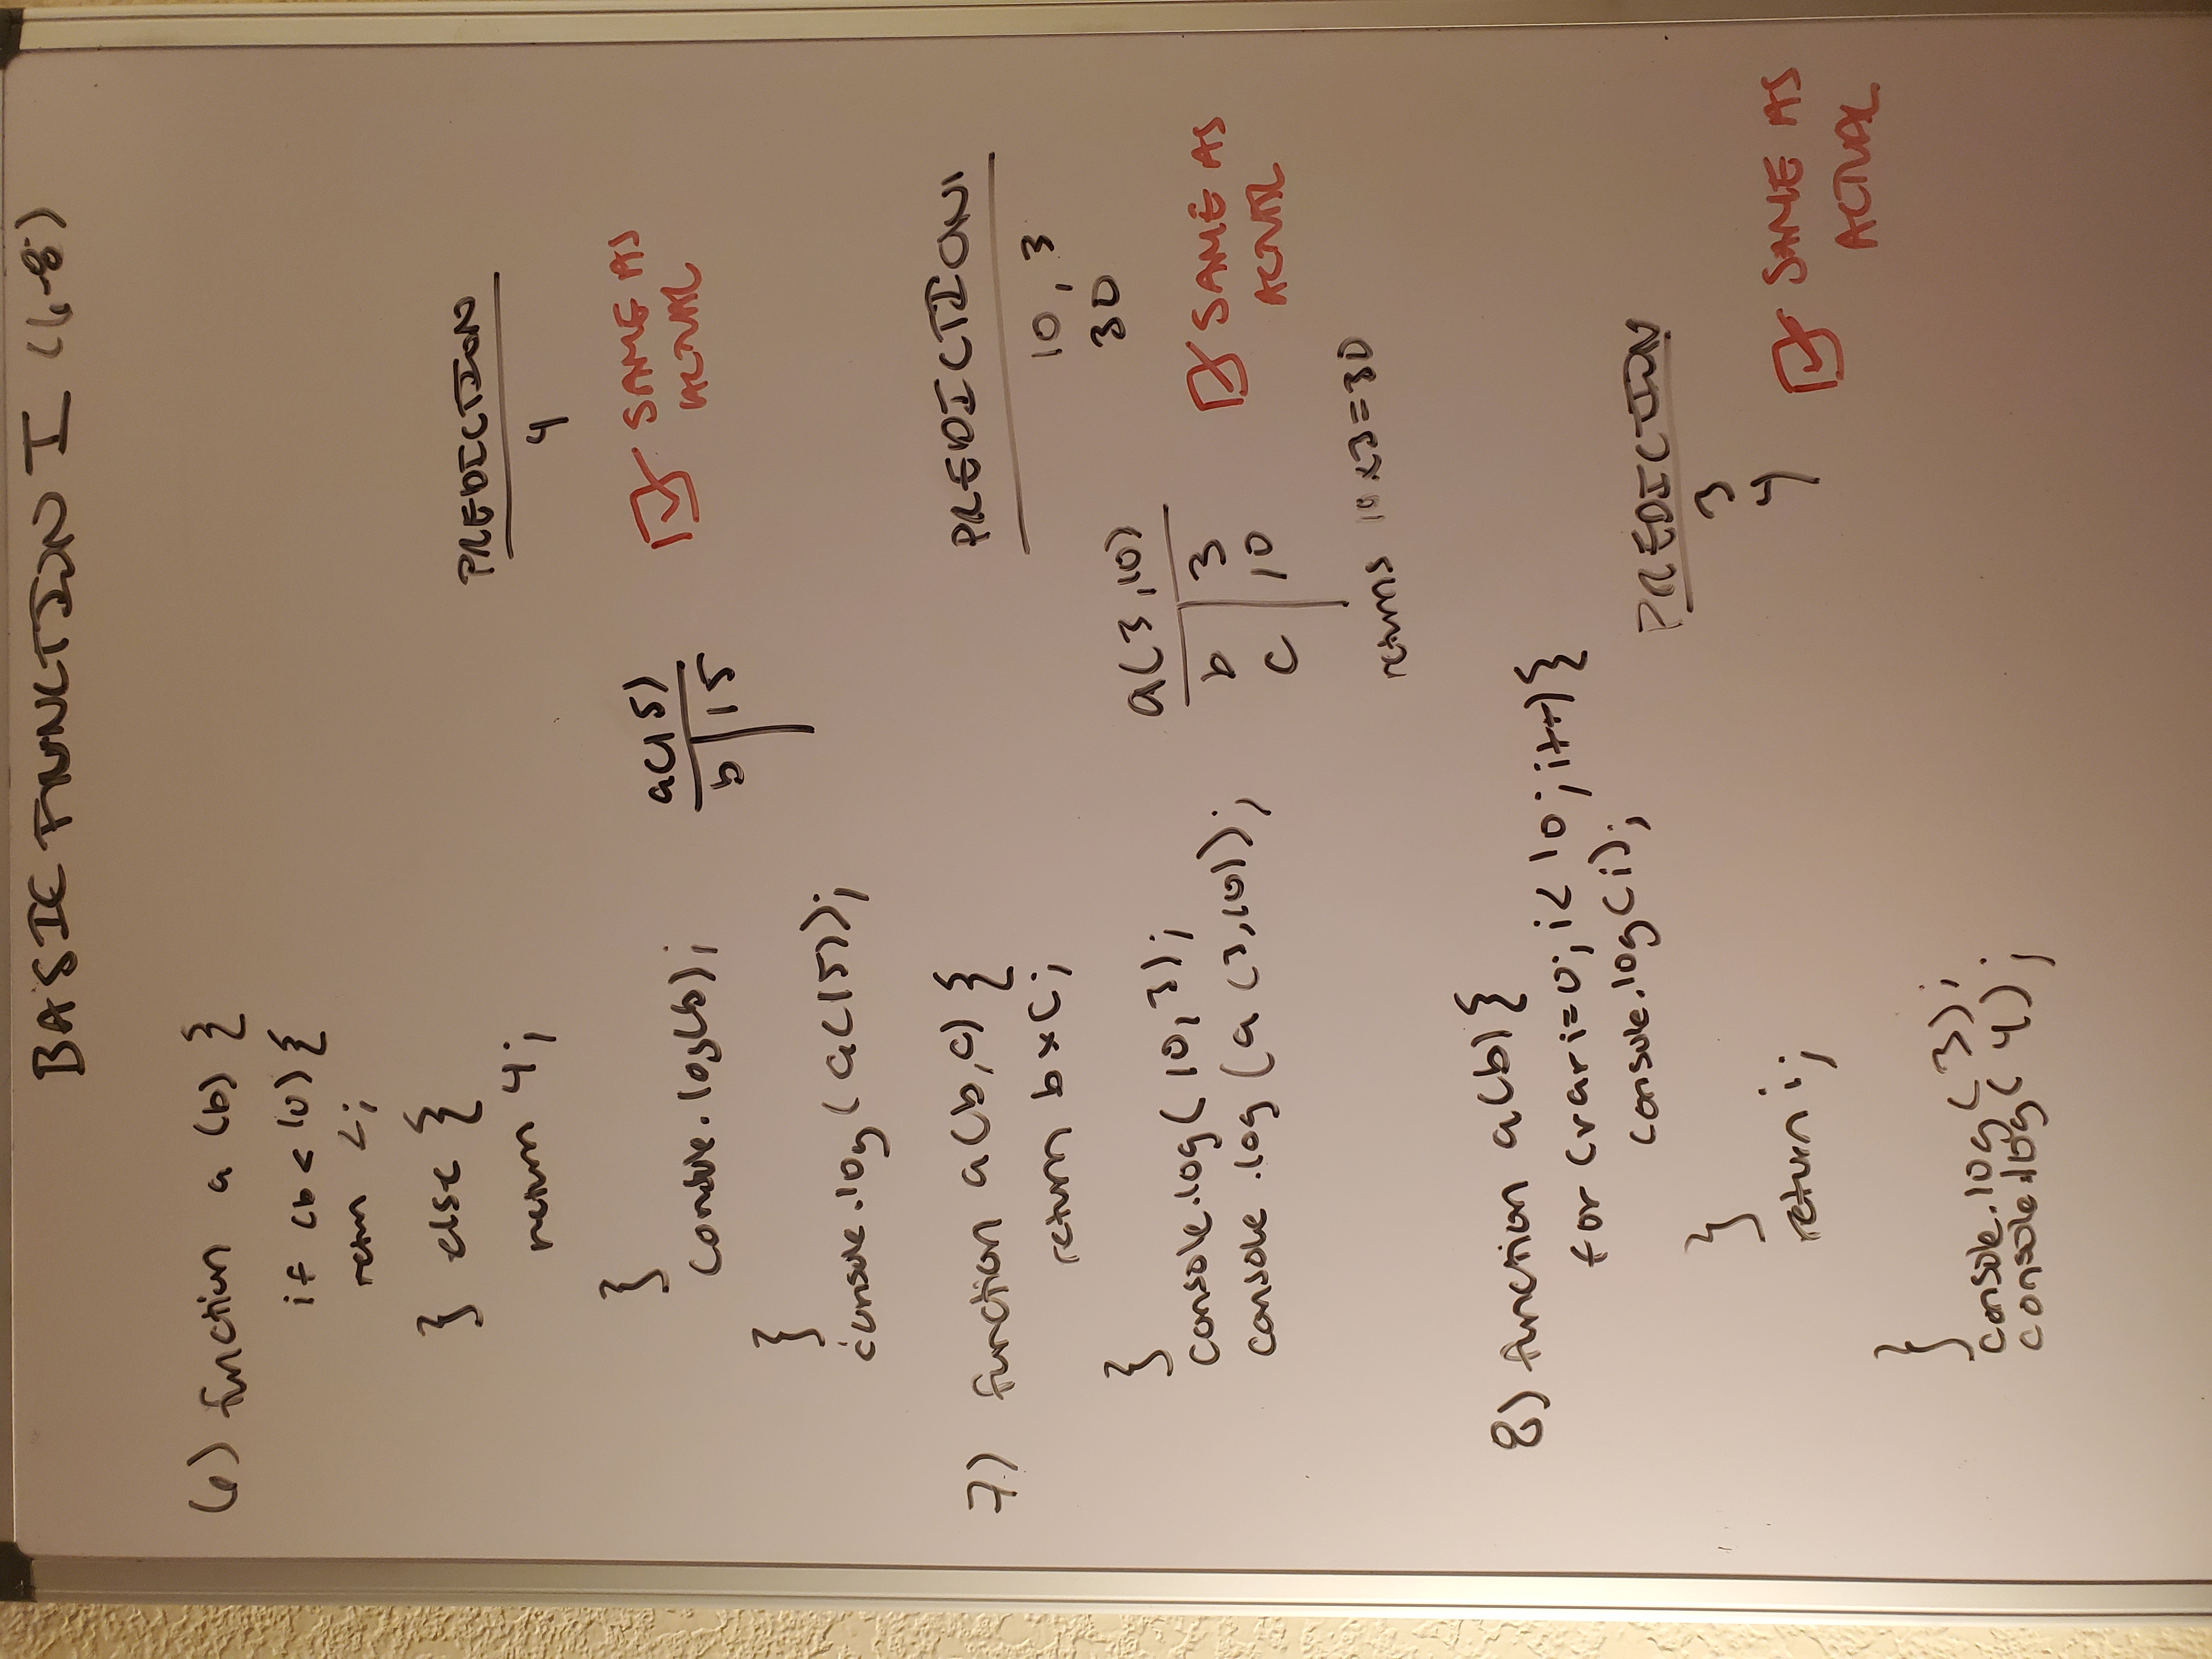 BASIC FUNCTION I (6-8)
(6) function a (b) {
if (b < 10) {
return 2;
} else {
return 4;
}
console.log(b);
}
console.log(a(15));
a(15)
b | 15
PREDICTION
4
SAME AS
ACTUAL
7) function a(b,c) {
return b x c;
}
console.log(10,3);
console.log(a(3,10));
a(3,10)
b | 3
c | 10
returns 10x3=30
PREDICTION
10, 3
30
SAME AS
ACTUAL
8) function a(b) {
for (var i=0; i< 10; i++) {
console.log(i);
}
return i;
}
console.log(3);
console.log(4);
PREDICTION
3
4
SAME AS
ACTUAL